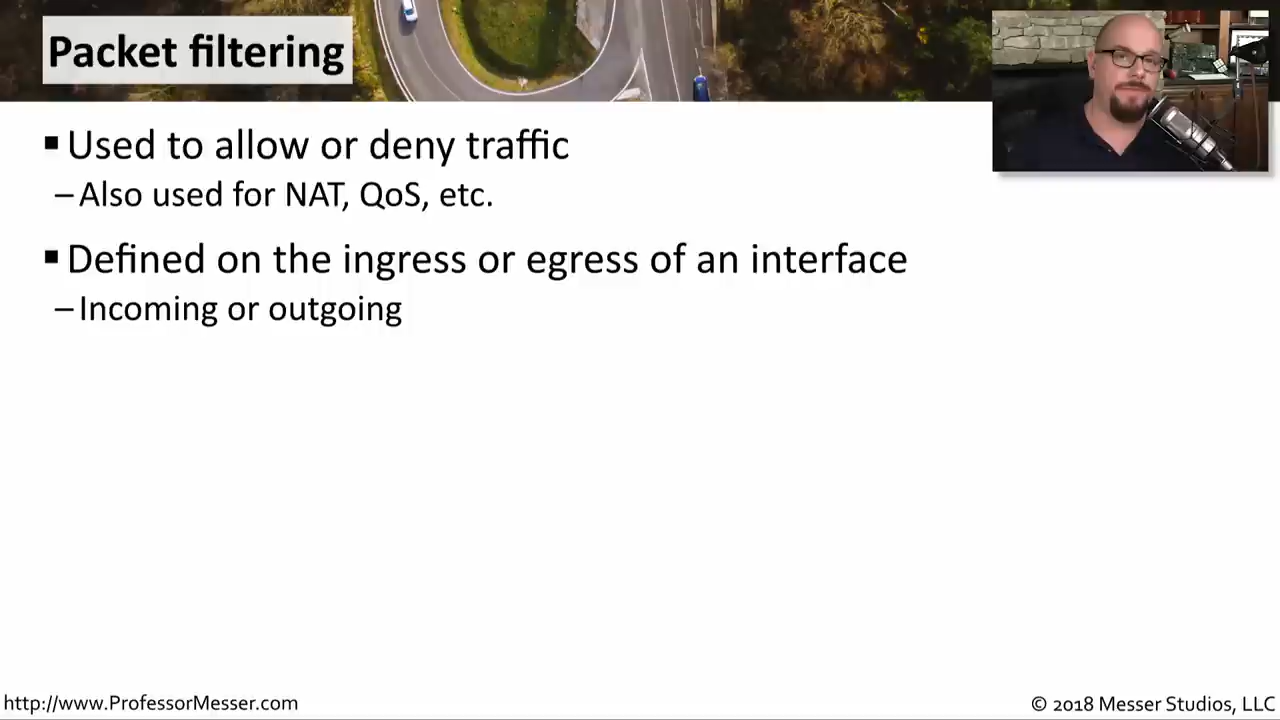 Packet filtering
▪ Used to allow or deny traffic
– Also used for NAT, QoS, etc.
▪ Defined on the ingress or egress of an interface
– Incoming or outgoing
http://www.ProfessorMesser.com
© 2018 Messer Studios, LLC